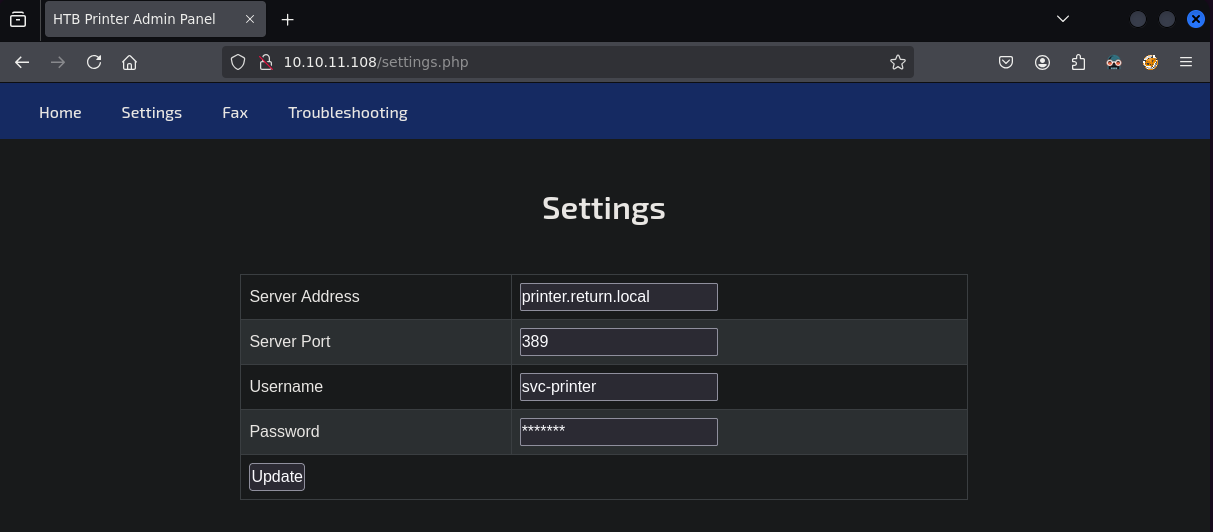 HTB Printer Admin Panel
10.10.11.108/settings.php
Home Settings Fax Troubleshooting
Settings
Server Address printer.return.local
Server Port 389
Username svc-printer
Password *******
Update